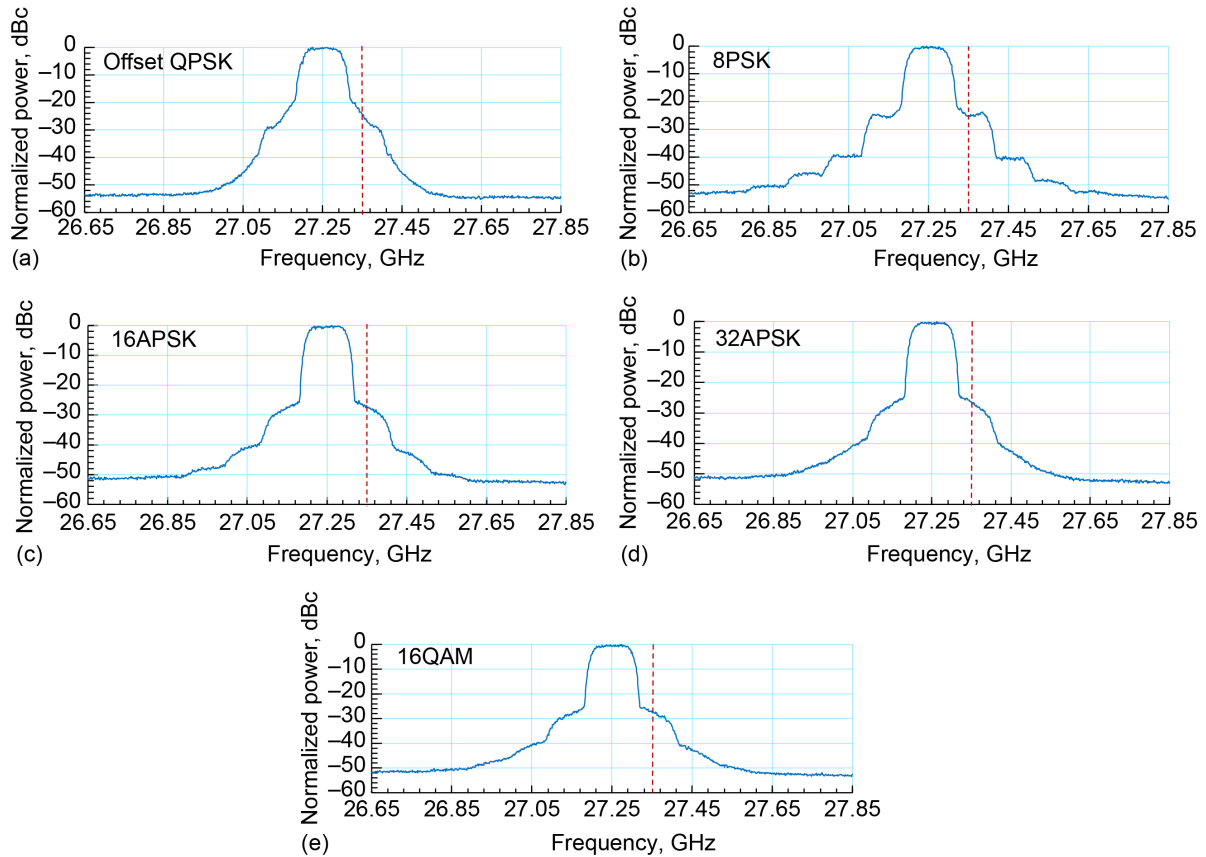 Normalized power, dBc
0
–10
–20
–30
–40
–50
–60
Offset QPSK
26.65 26.85 27.05 27.25 27.45 27.65 27.85
(a)
Frequency, GHz
Normalized power, dBc
0
–10
–20
–30
–40
–50
–60
8PSK
26.65 26.85 27.05 27.25 27.45 27.65 27.85
(b)
Frequency, GHz
Normalized power, dBc
0
–10
–20
–30
–40
–50
–60
16APSK
26.65 26.85 27.05 27.25 27.45 27.65 27.85
(c)
Frequency, GHz
Normalized power, dBc
0
–10
–20
–30
–40
–50
–60
32APSK
26.65 26.85 27.05 27.25 27.45 27.65 27.85
(d)
Frequency, GHz
Normalized power, dBc
0
–10
–20
–30
–40
–50
–60
16QAM
26.65 26.85 27.05 27.25 27.45 27.65 27.85
(e)
Frequency, GHz